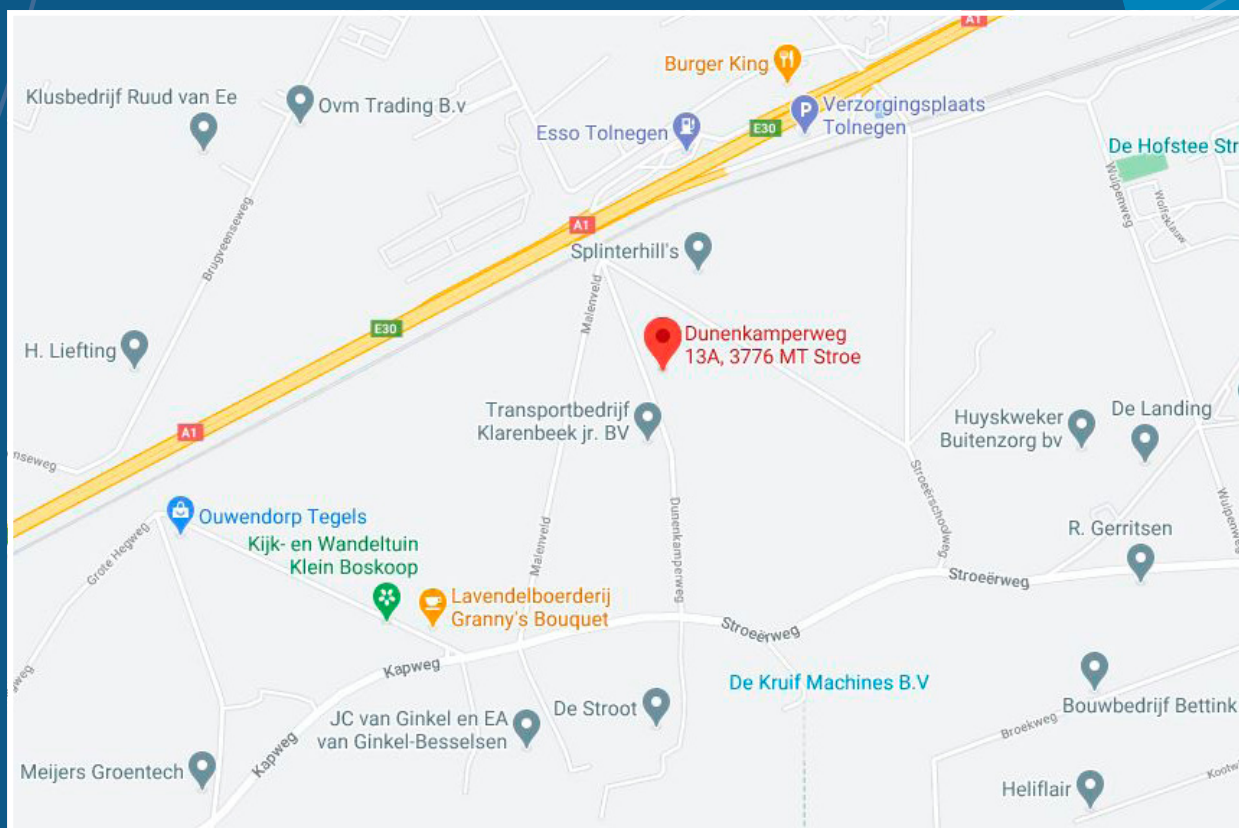 A1
Burger King
Klusbedrijf Ruud van Ee
Ovm Trading B.v
Verzorgingsplaats
Tolnegen
P
E30
Esso Tolnegen
De Hofstee Str
Wulpenweg
Wolfsklauw
Brugveenseweg
A1
Splinterhill's
Malenveld
E30
Dunenkamperweg
13A, 3776 MT Stroe
H. Liefting
Transportbedrijf
Klarenbeek jr. BV
Huyskweker
Buitenzorg bv
De Landing
A1
nseweg
Stroeërschoolweg
Wulpenweg
Ouwendorp Tegels
Grote Hegweg
Malenveld
Dunenkamperweg
R. Gerritsen
Kijk- en Wandeltuin
Klein Boskoop
Stroeërweg
Lavendelboerderij
Granny's Bouquet
Stroeërweg
Kapweg
gweg
De Kruif Machines B.V
De Stroot
Bouwbedrijf Bettink
JC van Ginkel en EA
van Ginkel-Besselsen
Broekweg
Kapweg
Meijers Groentech
Kootw
Heliflair